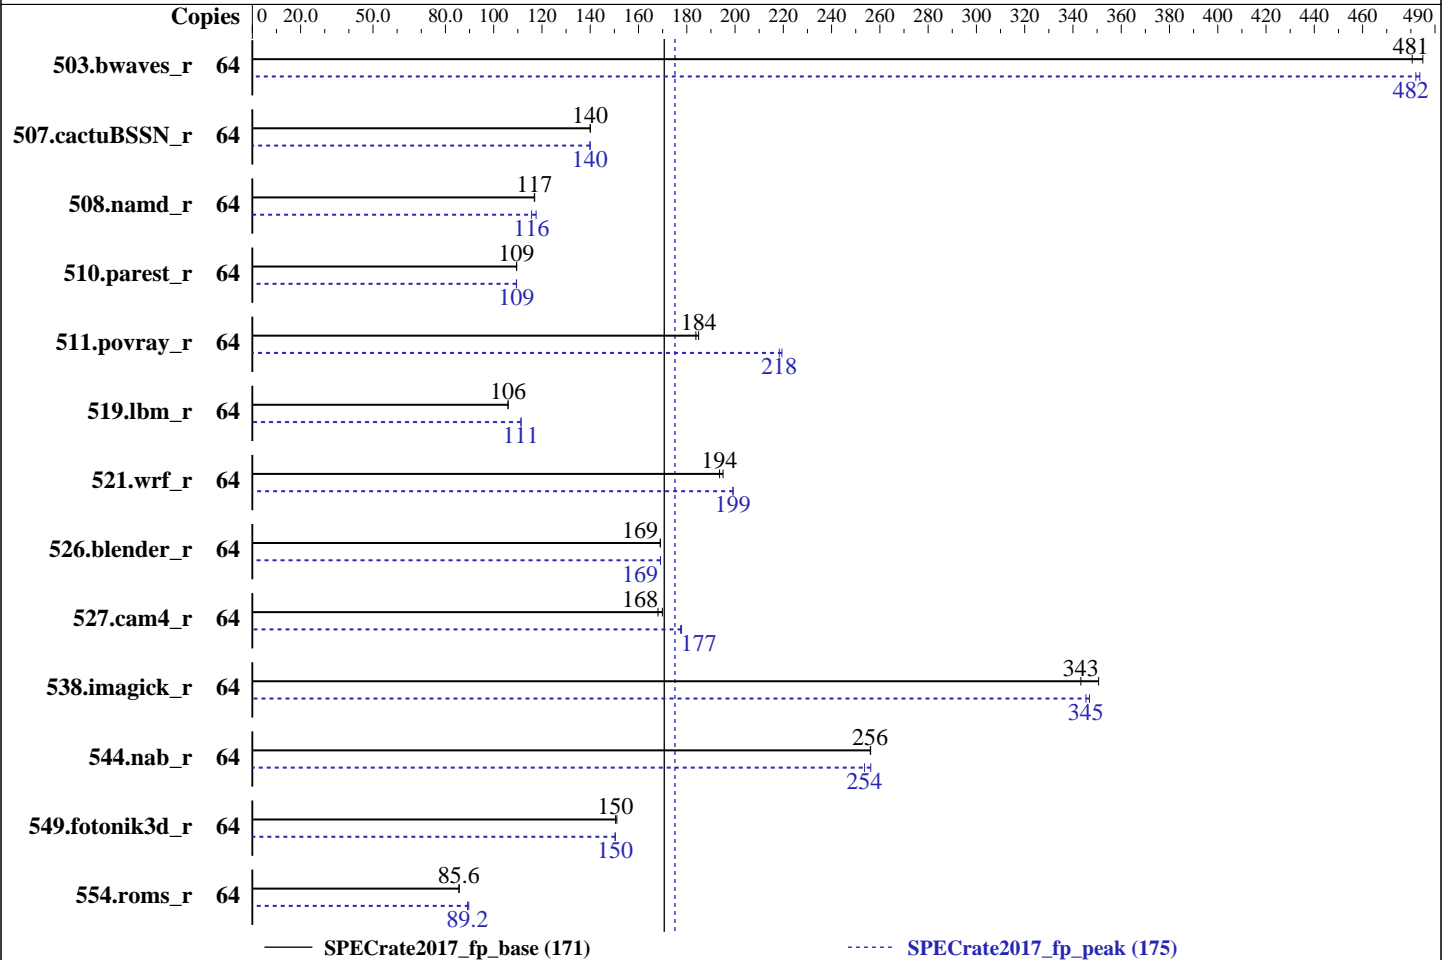 Copies 0 20.0 50.0 80.0 100 120 140 160 180 200 220 240 260 280 300 320 340 360 380 400 420 440 460 490
481
503.bwaves_r 64
482
140
507.cactuBSSN_r 64
140
117
508.namd_r 64
116
109
510.parest_r 64
109
184
511.povray_r 64
218
106
519.lbm_r 64
111
194
521.wrf_r 64
199
169
526.blender_r 64
169
168
527.cam4_r 64
177
343
538.imagick_r 64
345
256
544.nab_r 64
254
150
549.fotonik3d_r 64
150
85.6
554.roms_r 64
89.2
SPECrate2017_fp_base (171) SPECrate2017_fp_peak (175)